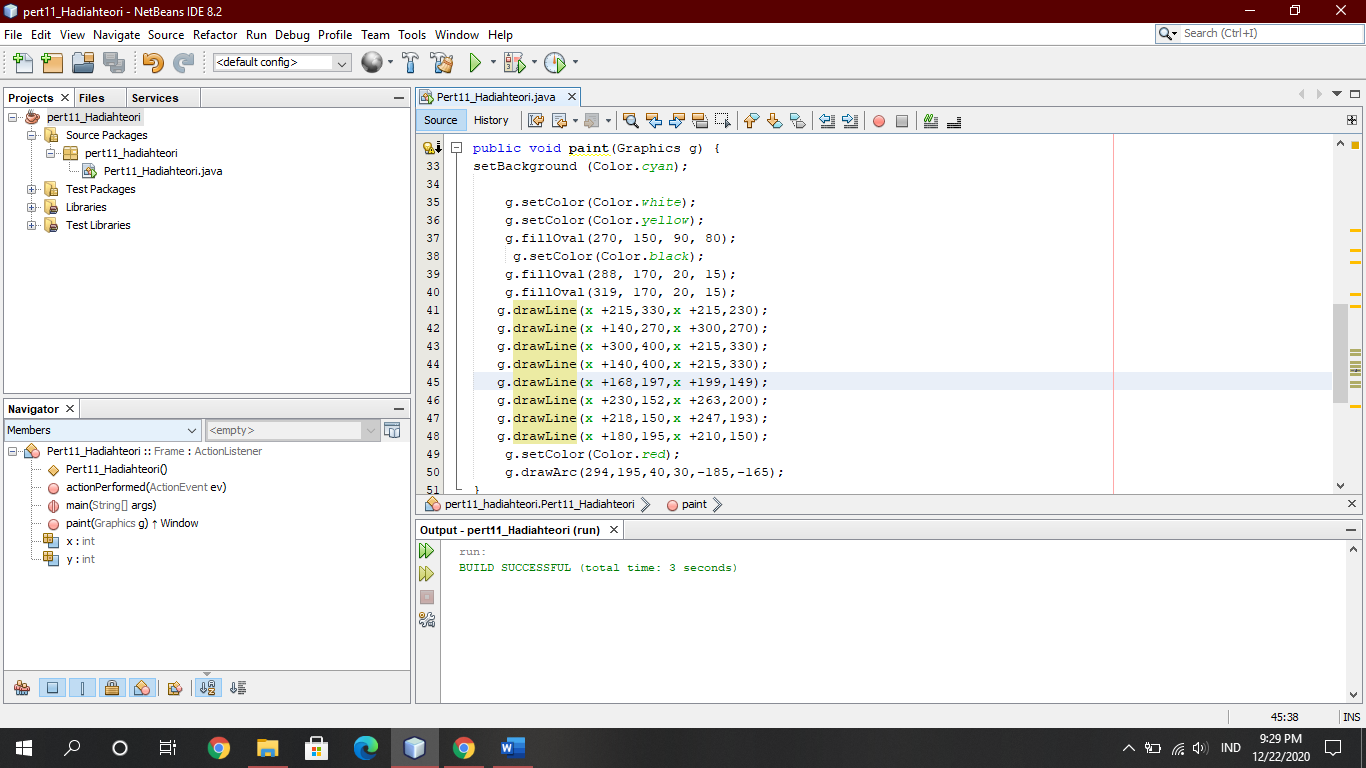 pert11_Hadiahteori - NetBeans IDE 8.2
File Edit View Navigate Source Refactor Run Debug Profile Team Tools Window Help
Search (Ctrl+I)
<default config>
Projects Files Services
pert11_Hadiahteori
Source Packages
pert11_hadiahteori
Pert11_Hadiahteori.java
Test Packages
Libraries
Test Libraries
Navigator
Members <empty>
Pert11_Hadiahteori :: Frame : ActionListener
Pert11_Hadiahteori()
actionPerformed(ActionEvent ev)
main(String[] args)
paint(Graphics g) ↑ Window
x : int
y : int
Pert11_Hadiahteori.java
Source History
public void paint(Graphics g) {
33 setBackground (Color.cyan);
34
35 g.setColor(Color.white);
36 g.setColor(Color.yellow);
37 g.fillOval(270, 150, 90, 80);
38 g.setColor(Color.black);
39 g.fillOval(288, 170, 20, 15);
40 g.fillOval(319, 170, 20, 15);
41 g.drawLine(x +215,330,x +215,230);
42 g.drawLine(x +140,270,x +300,270);
43 g.drawLine(x +300,400,x +215,330);
44 g.drawLine(x +140,400,x +215,330);
45 g.drawLine(x +168,197,x +199,149);
46 g.drawLine(x +230,152,x +263,200);
47 g.drawLine(x +218,150,x +247,193);
48 g.drawLine(x +180,195,x +210,150);
49 g.setColor(Color.red);
50 g.drawArc(294,195,40,30,-185,-165);
51 }
pert11_hadiahteori.Pert11_Hadiahteori paint
Output - pert11_Hadiahteori (run)
run:
BUILD SUCCESSFUL (total time: 3 seconds)
45:38 INS
IND
9:29 PM
12/22/2020